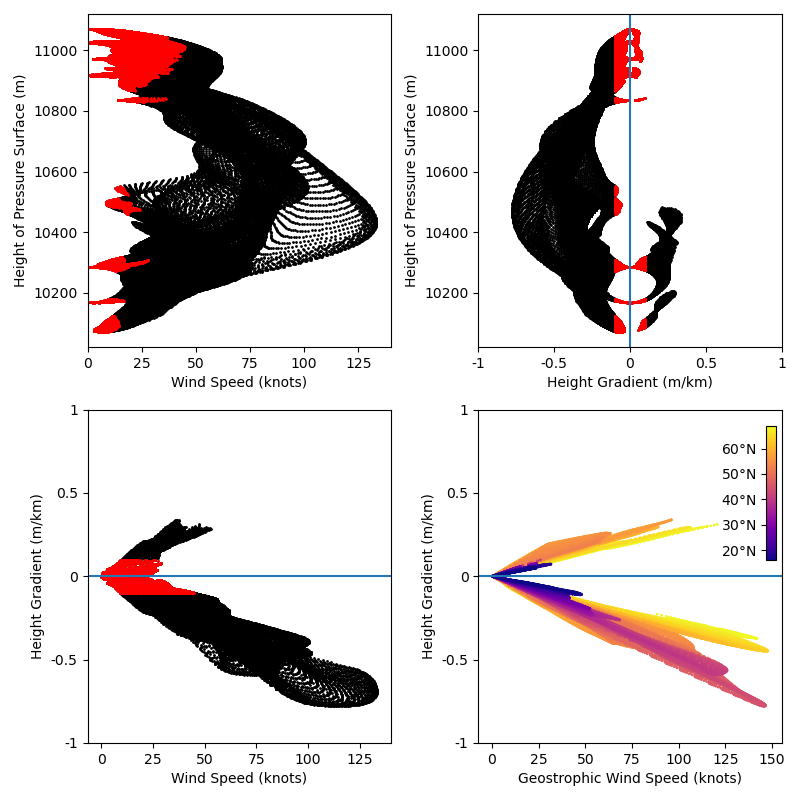 11000
10800
10600
10400
10200
Height of Pressure Surface (m)
0 25 50 75 100 125
Wind Speed (knots)
11000
10800
10600
10400
10200
Height of Pressure Surface (m)
-1 -0.5 0 0.5 1
Height Gradient (m/km)
1
0.5
0
-0.5
-1
Height Gradient (m/km)
0 25 50 75 100 125
Wind Speed (knots)
1
0.5
0
-0.5
-1
Height Gradient (m/km)
60°N
50°N
40°N
30°N
20°N
0 25 50 75 100 125 150
Geostrophic Wind Speed (knots)